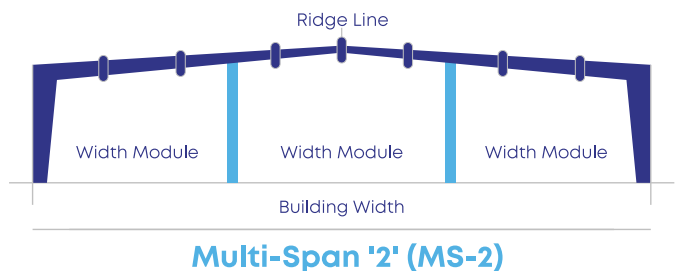 Ridge Line
Width Module Width Module Width Module
Building Width
Multi-Span '2' (MS-2)